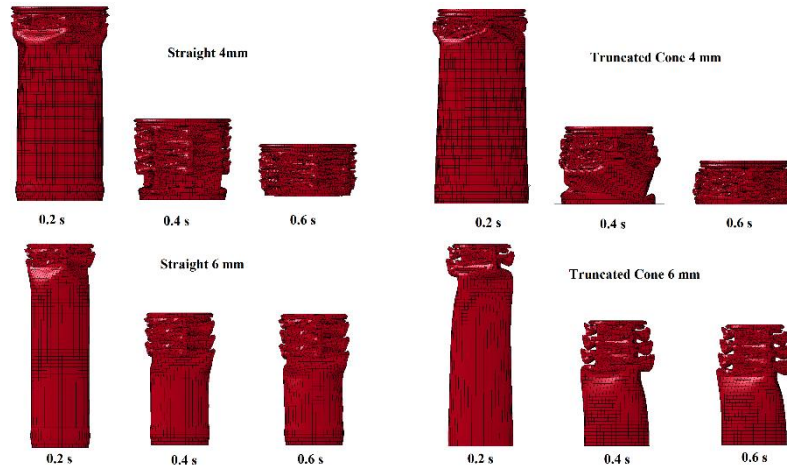 Straight 4mm
Truncated Cone 4 mm
0.2 s
0.4 s
0.6 s
0.2 s
0.4 s
0.6 s
Straight 6 mm
Truncated Cone 6 mm
0.2 s
0.4 s
0.6 s
0.2 s
0.4 s
0.6 s